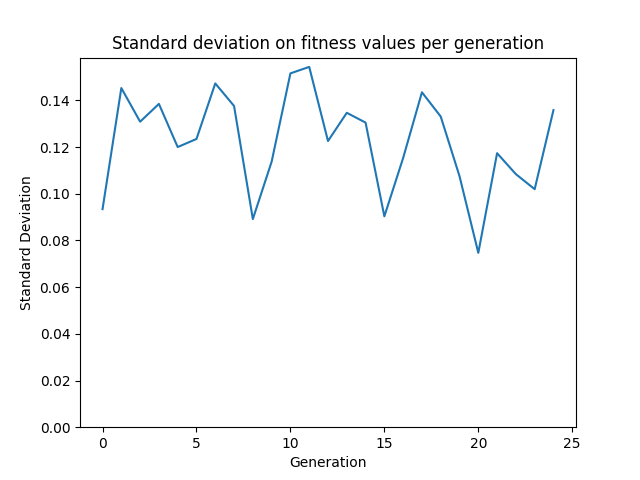 Standard deviation on fitness values per generation
Standard Deviation
0.14
0.12
0.10
0.08
0.06
0.04
0.02
0.00
0 5 10 15 20 25
Generation